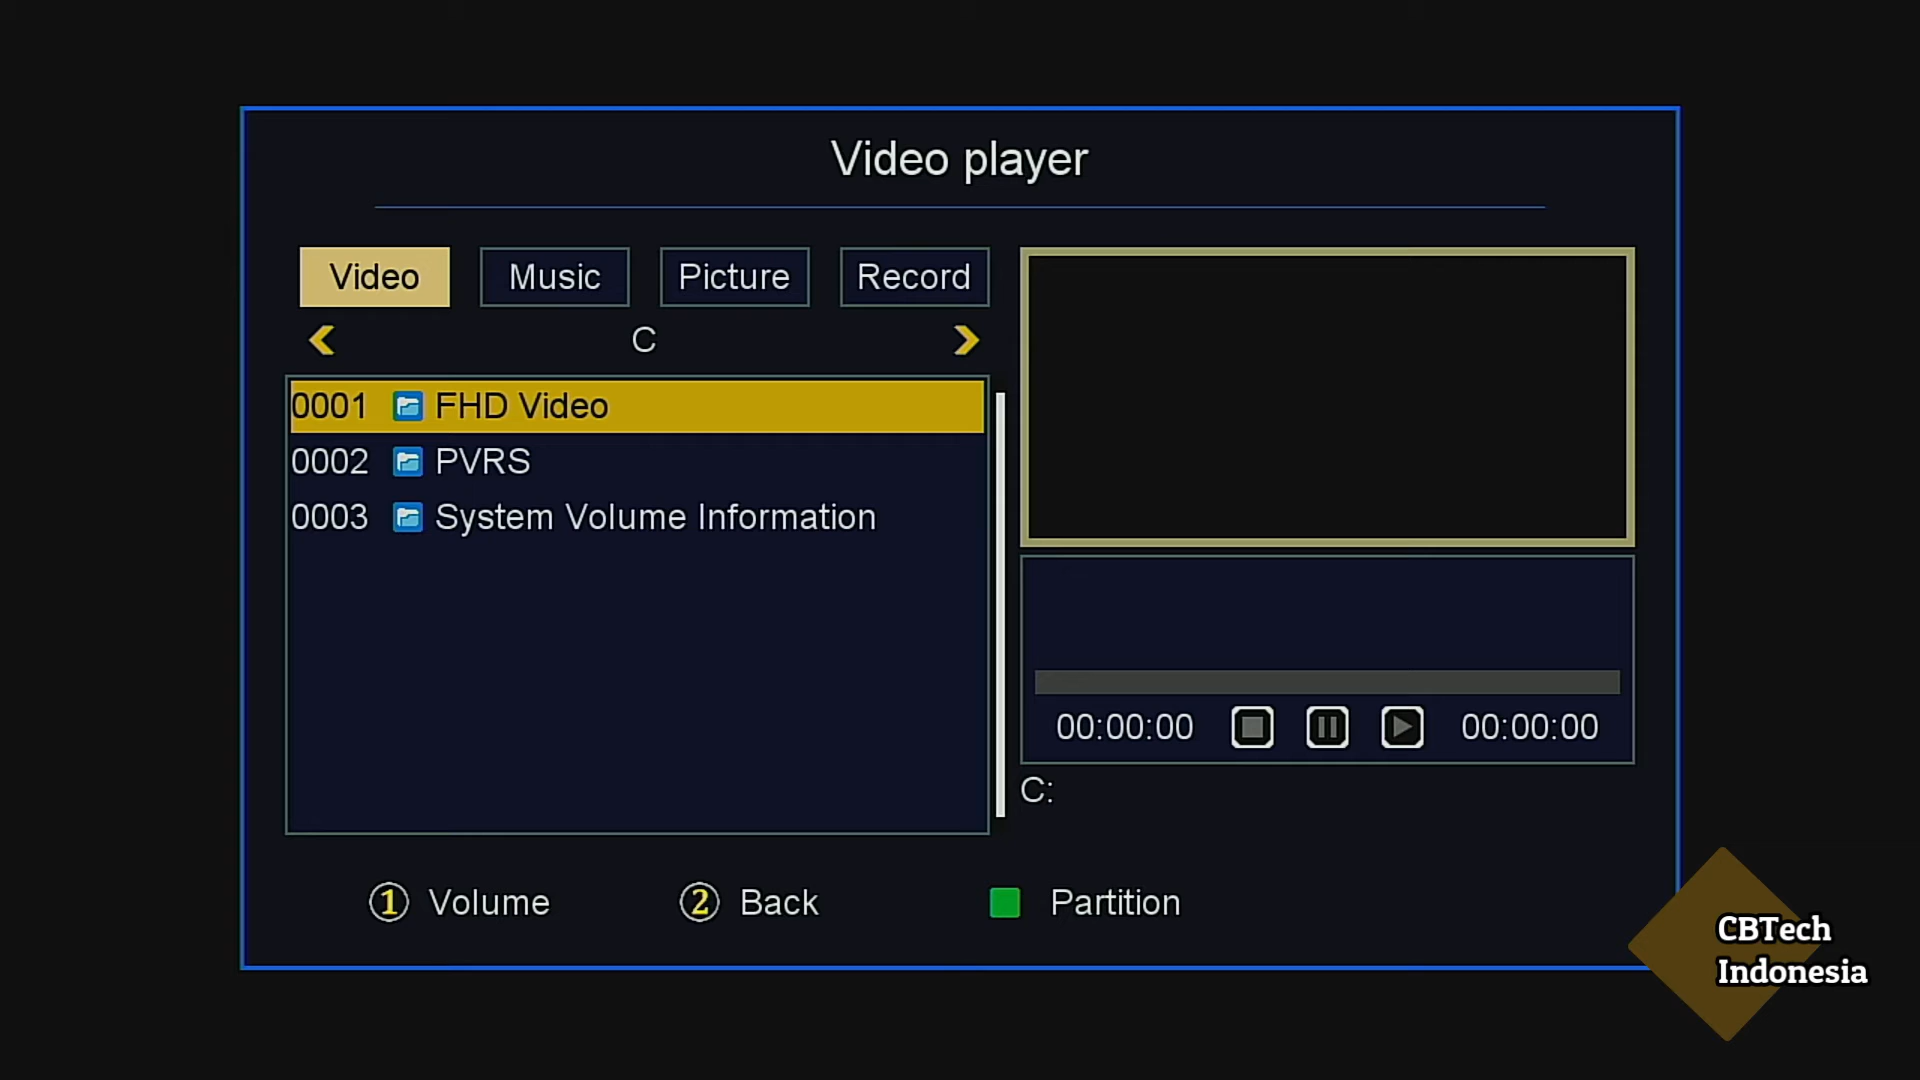 Video player
Video Music Picture Record
C
0001 FHD Video
0002 PVRS
0003 System Volume Information
00:00:00 00:00:00
C:
1 Volume 2 Back Partition
CBTech
Indonesia